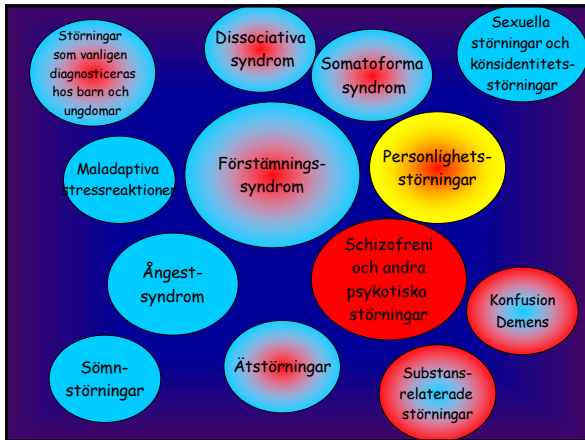 Störningar
som vanligen
diagnosticeras
hos barn och
ungdomar
Dissociativa
syndrom
Somatoforma
syndrom
Sexuella
störningar och
könsidentitets-
störningar
Maladaptiva
stressreaktioner
Förstämnings-
syndrom
Personlighets-
störningar
Ångest-
syndrom
Schizofreni
och andra
psykotiska
störningar
Konfusion
Demens
Sömn-
störningar
Ätstörningar
Substans-
relaterade
störningar